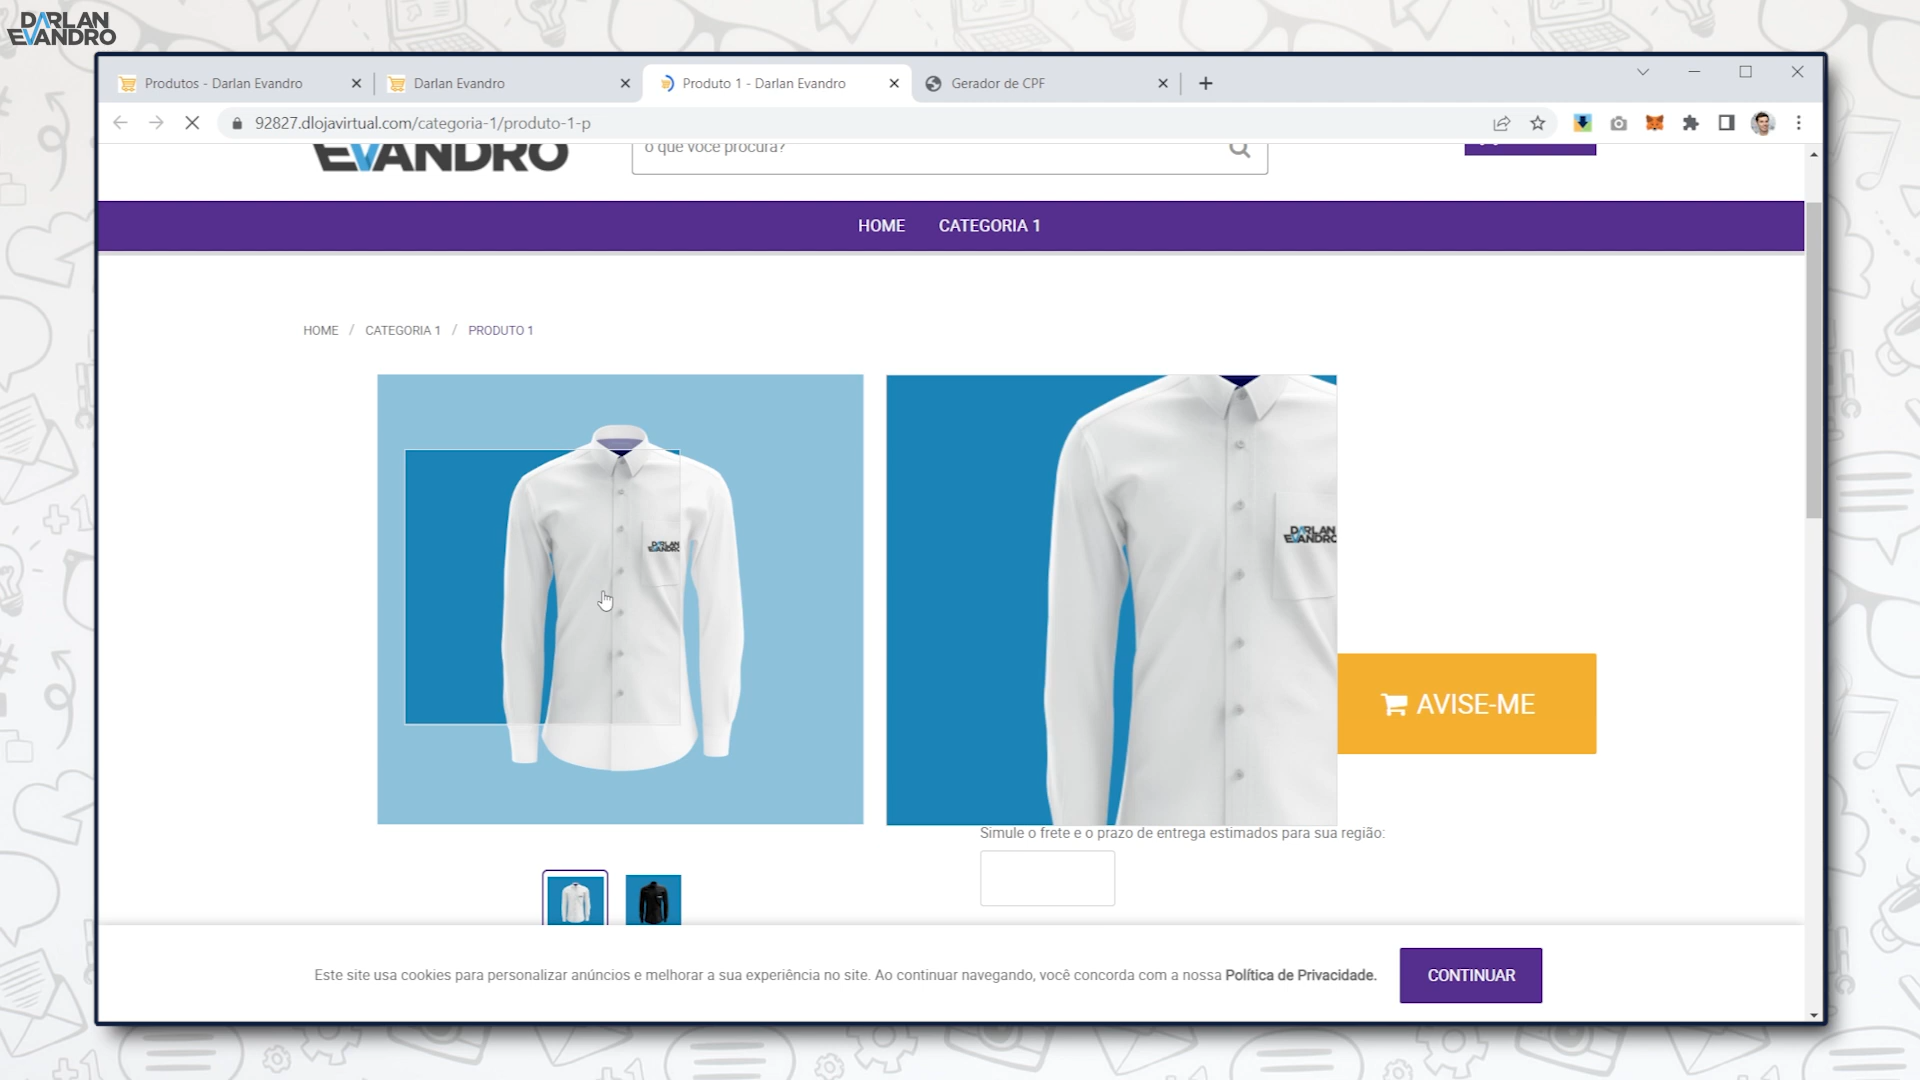 DARLAN
EVANDRO
Produtos - Darlan Evandro
Darlan Evandro
Produto 1 - Darlan Evandro
Gerador de CPF
92827.dlojavirtual.com/categoria-1/produto-1-p
EVANDRO
o que você procura?
HOME
CATEGORIA 1
HOME / CATEGORIA 1 / PRODUTO 1
DARLAN
EVANDRO
DARLAN
EVANDRO
AVISE-ME
Simule o frete e o prazo de entrega estimados para sua região:
Este site usa cookies para personalizar anúncios e melhorar a sua experiência no site. Ao continuar navegando, você concorda com a nossa Política de Privacidade.
CONTINUAR